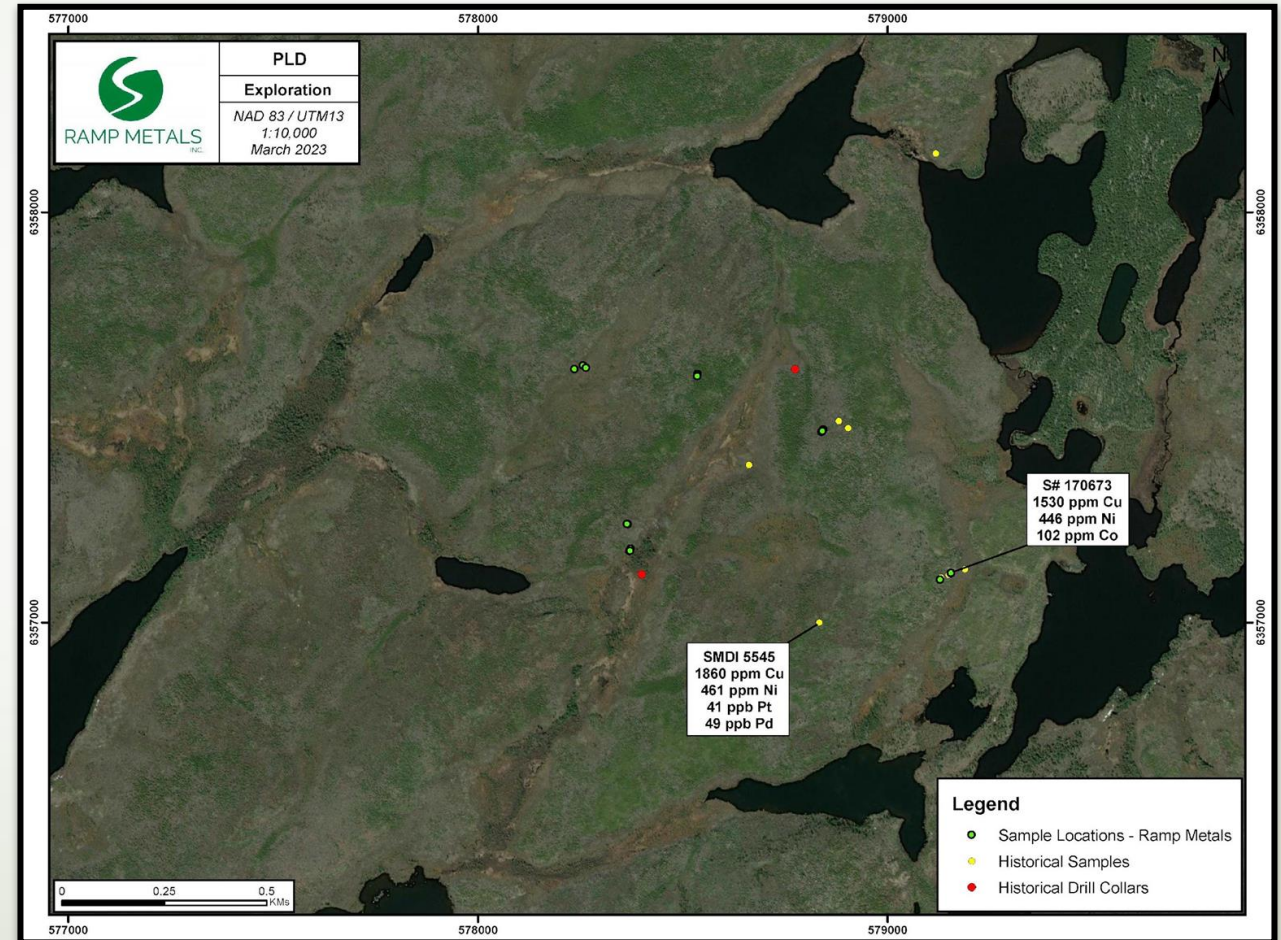 577000
578000
579000
RAMP METALS
INC.
PLD
Exploration
NAD 83 / UTM13
1:10,000
March 2023
N
6358000
6358000
S# 170673
1530 ppm Cu
446 ppm Ni
102 ppm Co
6357000
6357000
SMDI 5545
1860 ppm Cu
461 ppm Ni
41 ppb Pt
49 ppb Pd
Legend
Sample Locations - Ramp Metals
Historical Samples
Historical Drill Collars
0 0.25 0.5
KMs
577000
578000
579000